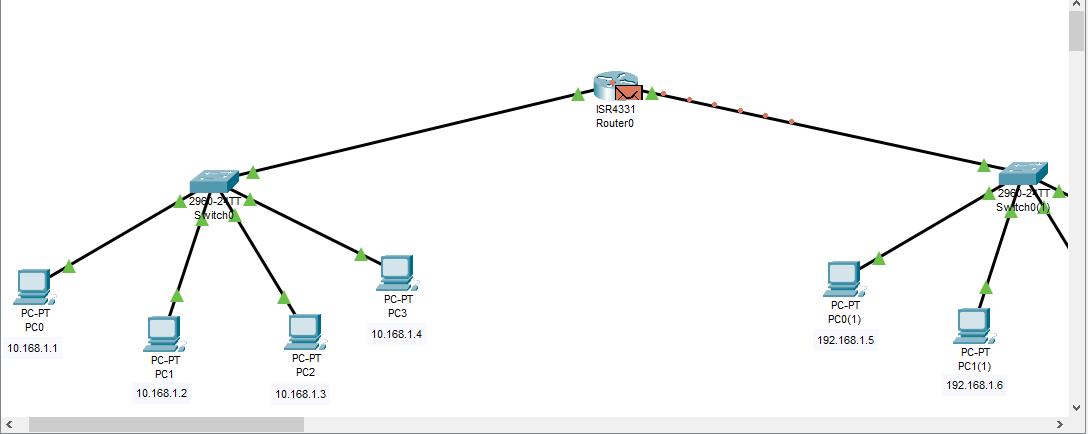 ISR4331
Router0
2960-24TT
Switch0
2960-24TT
Switch0(1)
PC-PT
PC0
10.168.1.1
PC-PT
PC1
10.168.1.2
PC-PT
PC2
10.168.1.3
PC-PT
PC3
10.168.1.4
PC-PT
PC0(1)
192.168.1.5
PC-PT
PC1(1)
192.168.1.6